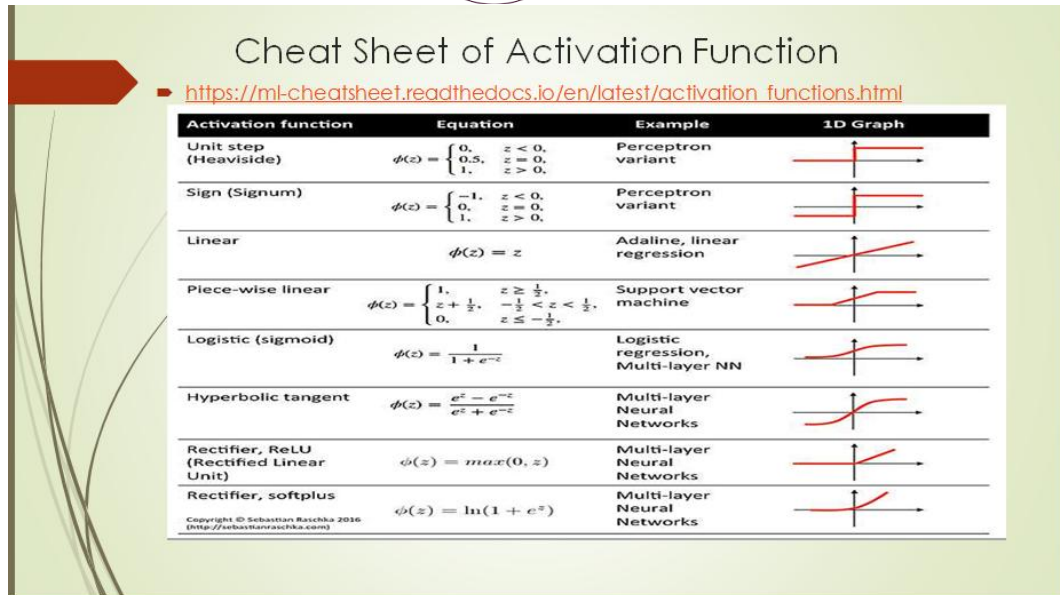 Cheat Sheet of Activation Function
https://ml-cheatsheet.readthedocs.io/en/latest/activation_functions.html
Activation function Equation Example 1D Graph
Unit step (Heaviside) ϕ(z) = { 0, z < 0, 0.5, z = 0, 1, z > 0, Perceptron variant
Sign (Signum) ϕ(z) = { −1, z < 0, 0, z = 0, 1, z > 0, Perceptron variant
Linear ϕ(z) = z Adaline, linear regression
Piece-wise linear ϕ(z) = { 1, z ≥ 1/2, z + 1/2, −1/2 < z < 1/2, 0, z ≤ −1/2, Support vector machine
Logistic (sigmoid) ϕ(z) = 1 / (1 + e^−z) Logistic regression, Multi-layer NN
Hyperbolic tangent ϕ(z) = (e^z − e^−z) / (e^z + e^−z) Multi-layer Neural Networks
Rectifier, ReLU (Rectified Linear Unit) ϕ(z) = max(0, z) Multi-layer Neural Networks
Rectifier, softplus ϕ(z) = ln(1 + e^z) Multi-layer Neural Networks
Copyright © Sebastian Raschka 2016
(http://sebastianraschka.com)